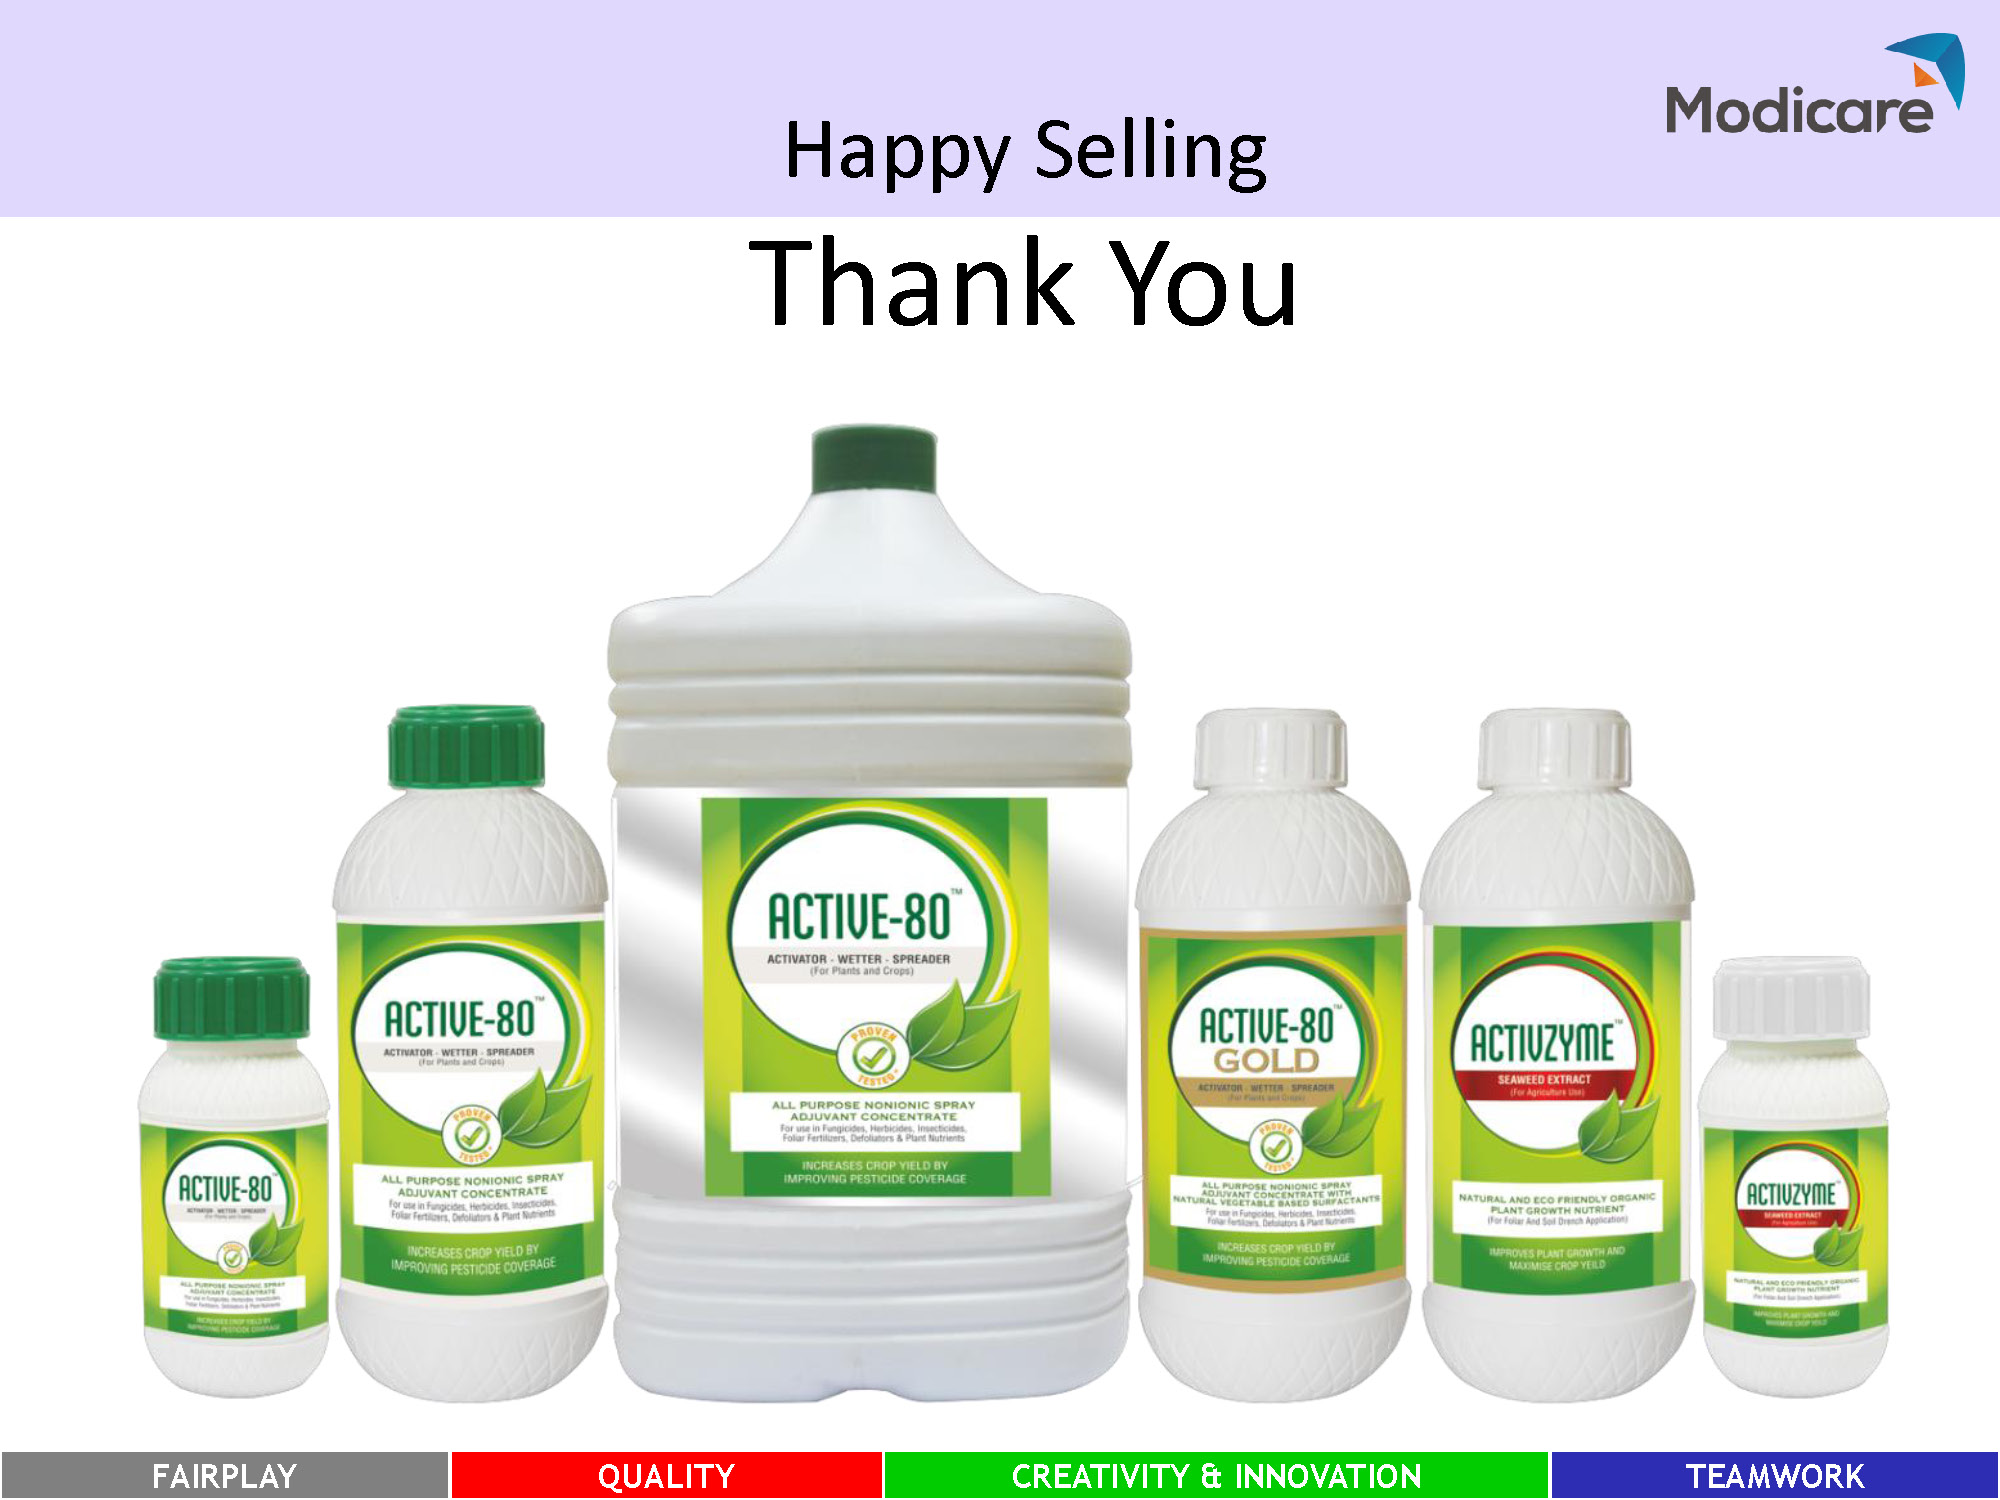 Modicare
Happy Selling
Thank You
ACTIVE-80™
ACTIVATOR - WETTER - SPREADER
(For Plants and Crops)
PROVEN
TESTED
ALL PURPOSE NONIONIC SPRAY
ADJUVANT CONCENTRATE
For use in Fungicides, Herbicides, Insecticides,
Foliar Fertilizers, Defoliators & Plant Nutrients
INCREASES CROP YIELD BY
IMPROVING PESTICIDE COVERAGE
ACTIVE-80™
ACTIVATOR - WETTER - SPREADER
(For Plants and Crops)
PROVEN
TESTED
ALL PURPOSE NONIONIC SPRAY
ADJUVANT CONCENTRATE
For use in Fungicides, Herbicides, Insecticides,
Foliar Fertilizers, Defoliators & Plant Nutrients
INCREASES CROP YIELD BY
IMPROVING PESTICIDE COVERAGE
ACTIVE-80™
GOLD
ACTIVATOR - WETTER - SPREADER
(For Plants and Crops)
PROVEN
TESTED
ALL PURPOSE NONIONIC SPRAY
ADJUVANT CONCENTRATE WITH
NATURAL VEGETABLE BASED SURFACTANTS
For use in Fungicides, Herbicides, Insecticides,
Foliar Fertilizers, Defoliators & Plant Nutrients
INCREASES CROP YIELD BY
IMPROVING PESTICIDE COVERAGE
ACTIVZYME™
SEAWEED EXTRACT
(For Agriculture Use)
NATURAL AND ECO FRIENDLY ORGANIC
PLANT GROWTH NUTRIENT
(For Foliar And Soil Drench Application)
IMPROVES PLANT GROWTH AND
MAXIMISE CROP YEILD
ACTIVE-80
ACTIVATOR - WETTER - SPREADER
(For Plants and Crops)
ALL PURPOSE NONIONIC SPRAY
ADJUVANT CONCENTRATE
For use in Fungicides, Herbicides, Insecticides,
Foliar Fertilizers, Defoliators & Plant Nutrients
INCREASES CROP YIELD BY
IMPROVING PESTICIDE COVERAGE
ACTIVZYME
SEAWEED EXTRACT
(For Agriculture Use)
NATURAL AND ECO FRIENDLY ORGANIC
PLANT GROWTH NUTRIENT
(For Foliar And Soil Drench Application)
IMPROVES PLANT GROWTH AND
MAXIMISE CROP YEILD
FAIRPLAY
QUALITY
CREATIVITY & INNOVATION
TEAMWORK